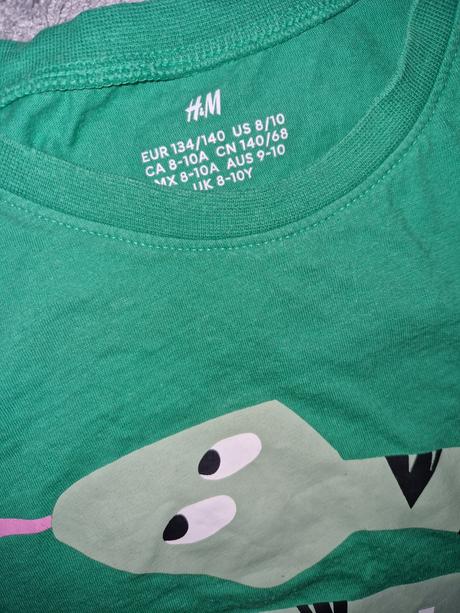 H&M
EUR 134/140 US 8/10
CA 8-10A CN 140/68
MX 8-10A AUS 9-10
UK 8-10Y